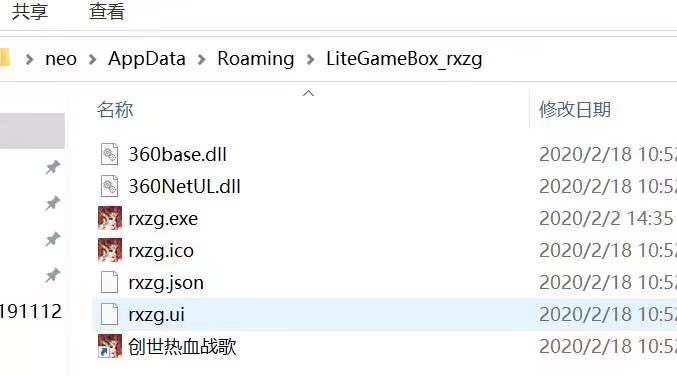 共享 查看
neo AppData Roaming LiteGameBox_rxzg
名称 修改日期
360base.dll 2020/2/18 10:52
360NetUL.dll 2020/2/18 10:52
rxzg.exe 2020/2/2 14:35
rxzg.ico 2020/2/18 10:52
rxzg.json 2020/2/18 10:52
191112 rxzg.ui 2020/2/18 10:52
创世热血战歌 2020/2/18 10:52